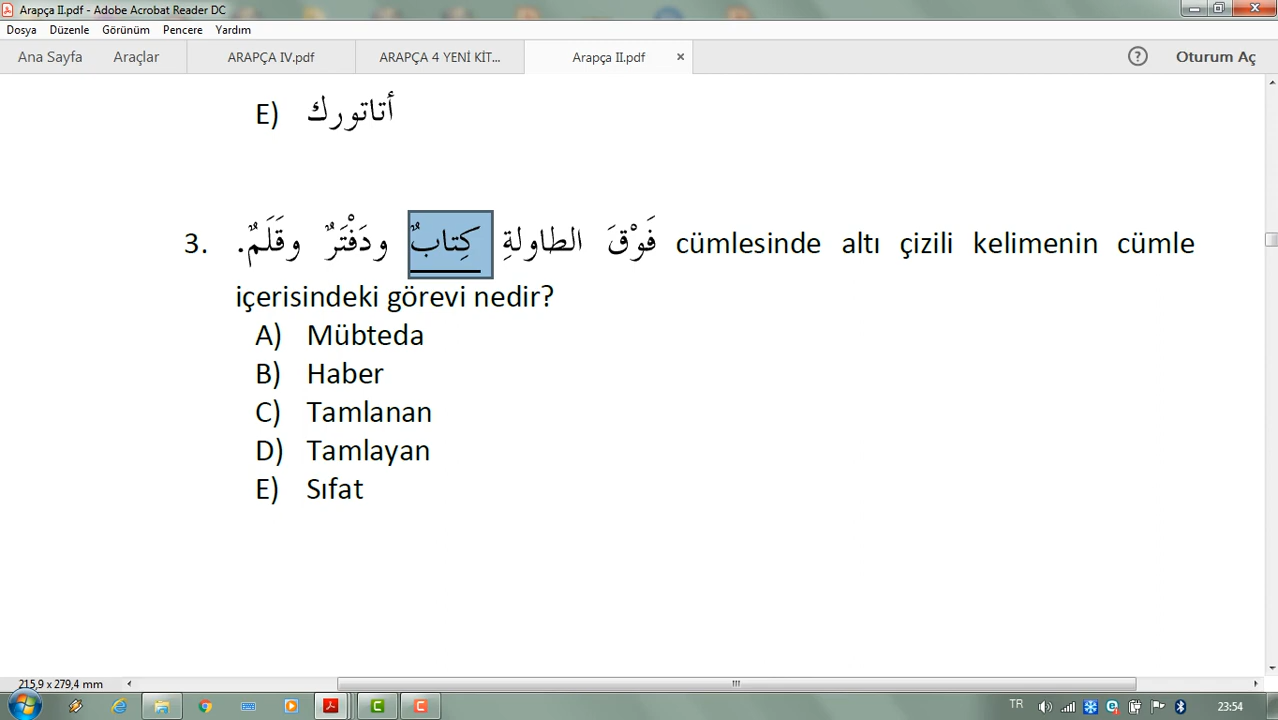 Arapça II.pdf - Adobe Acrobat Reader DC
Dosya Düzenle Görünüm Pencere Yardım
Ana Sayfa Araçlar ARAPÇA IV.pdf ARAPÇA 4 YENİ KİT... Arapça II.pdf × ? Oturum Aç
E) أتاتورك
3. فَوْقَ الطاولةِ كِتابٌ ودَفْتَرٌ وقَلَمٌ. cümlesinde altı çizili kelimenin cümle
içerisindeki görevi nedir?
A) Mübteda
B) Haber
C) Tamlanan
D) Tamlayan
E) Sıfat
215,9 x 279,4 mm
TR 23:54